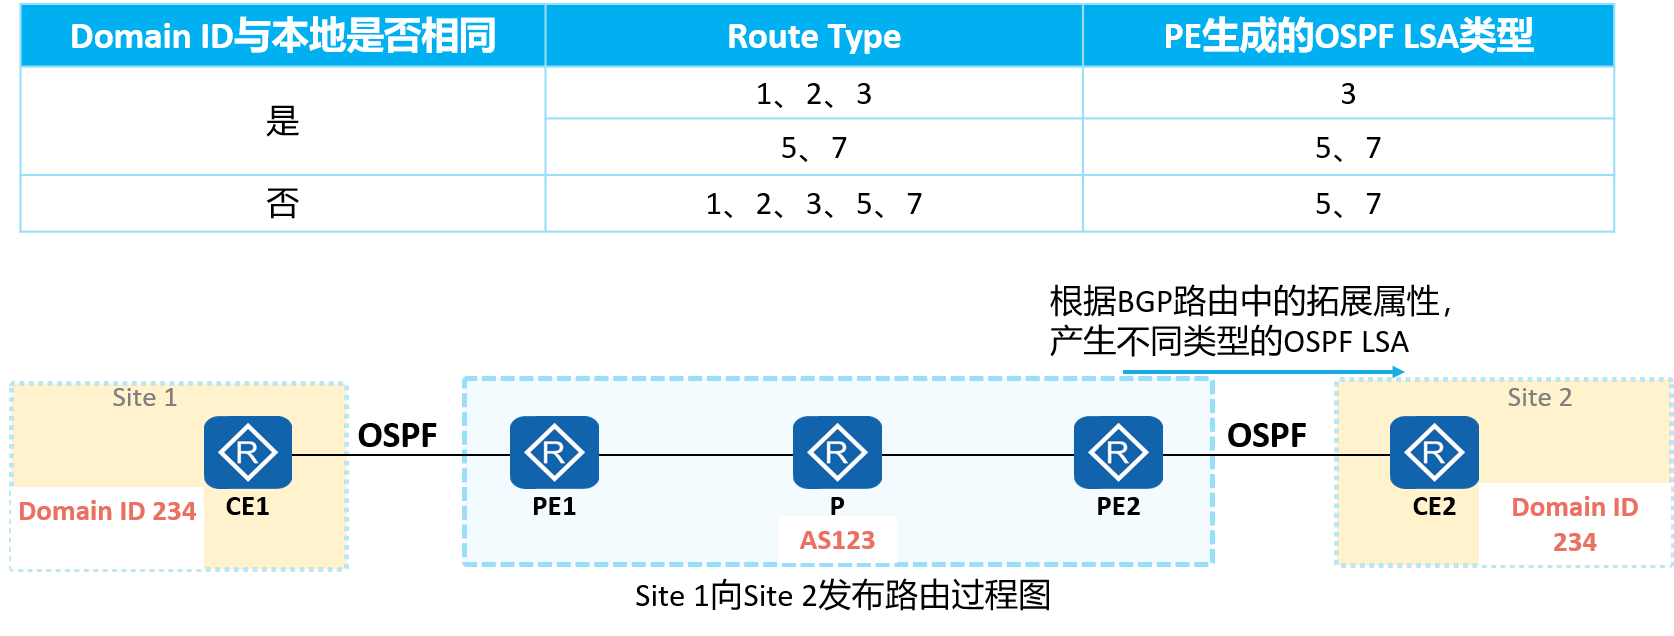 Domain ID与本地是否相同
Route Type
PE生成的OSPF LSA类型
是
1、2、3
3
5、7
5、7
否
1、2、3、5、7
5、7
根据BGP路由中的拓展属性，
产生不同类型的OSPF LSA
Site 1
Site 2
OSPF
OSPF
R
R
R
R
R
CE1
PE1
P
PE2
CE2
Domain ID 234
AS123
Domain ID
234
Site 1向Site 2发布路由过程图